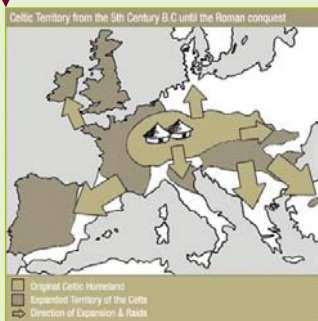 Celtic Territory from the 5th Century B.C until the Roman conquest
Original Celtic Homeland
Expanded Territory of the Celts
Direction of Expansion & Raids